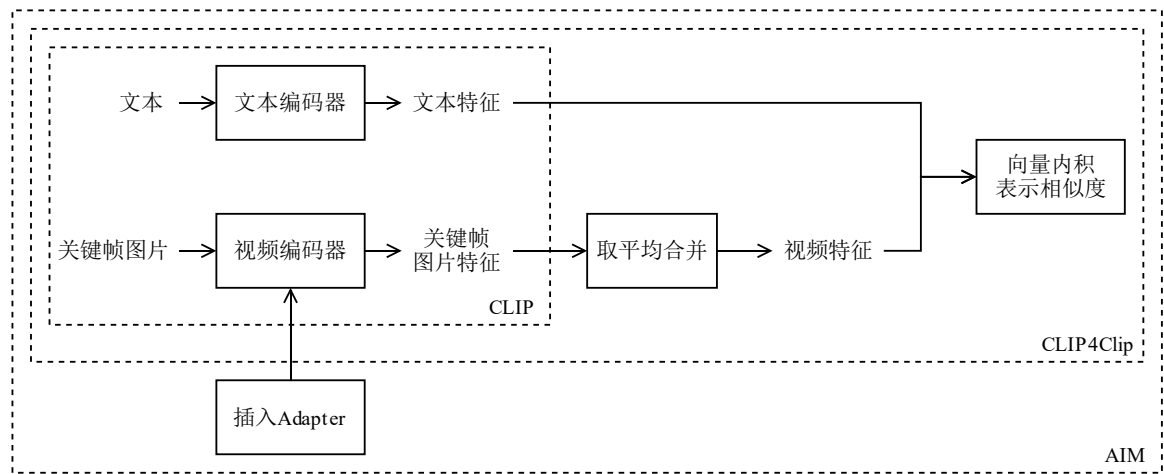 文本
文本编码器
文本特征
向量内积
表示相似度
关键帧图片
视频编码器
关键帧
图片特征
取平均合并
视频特征
CLIP
CLIP4Clip
插入Adapter
AIM